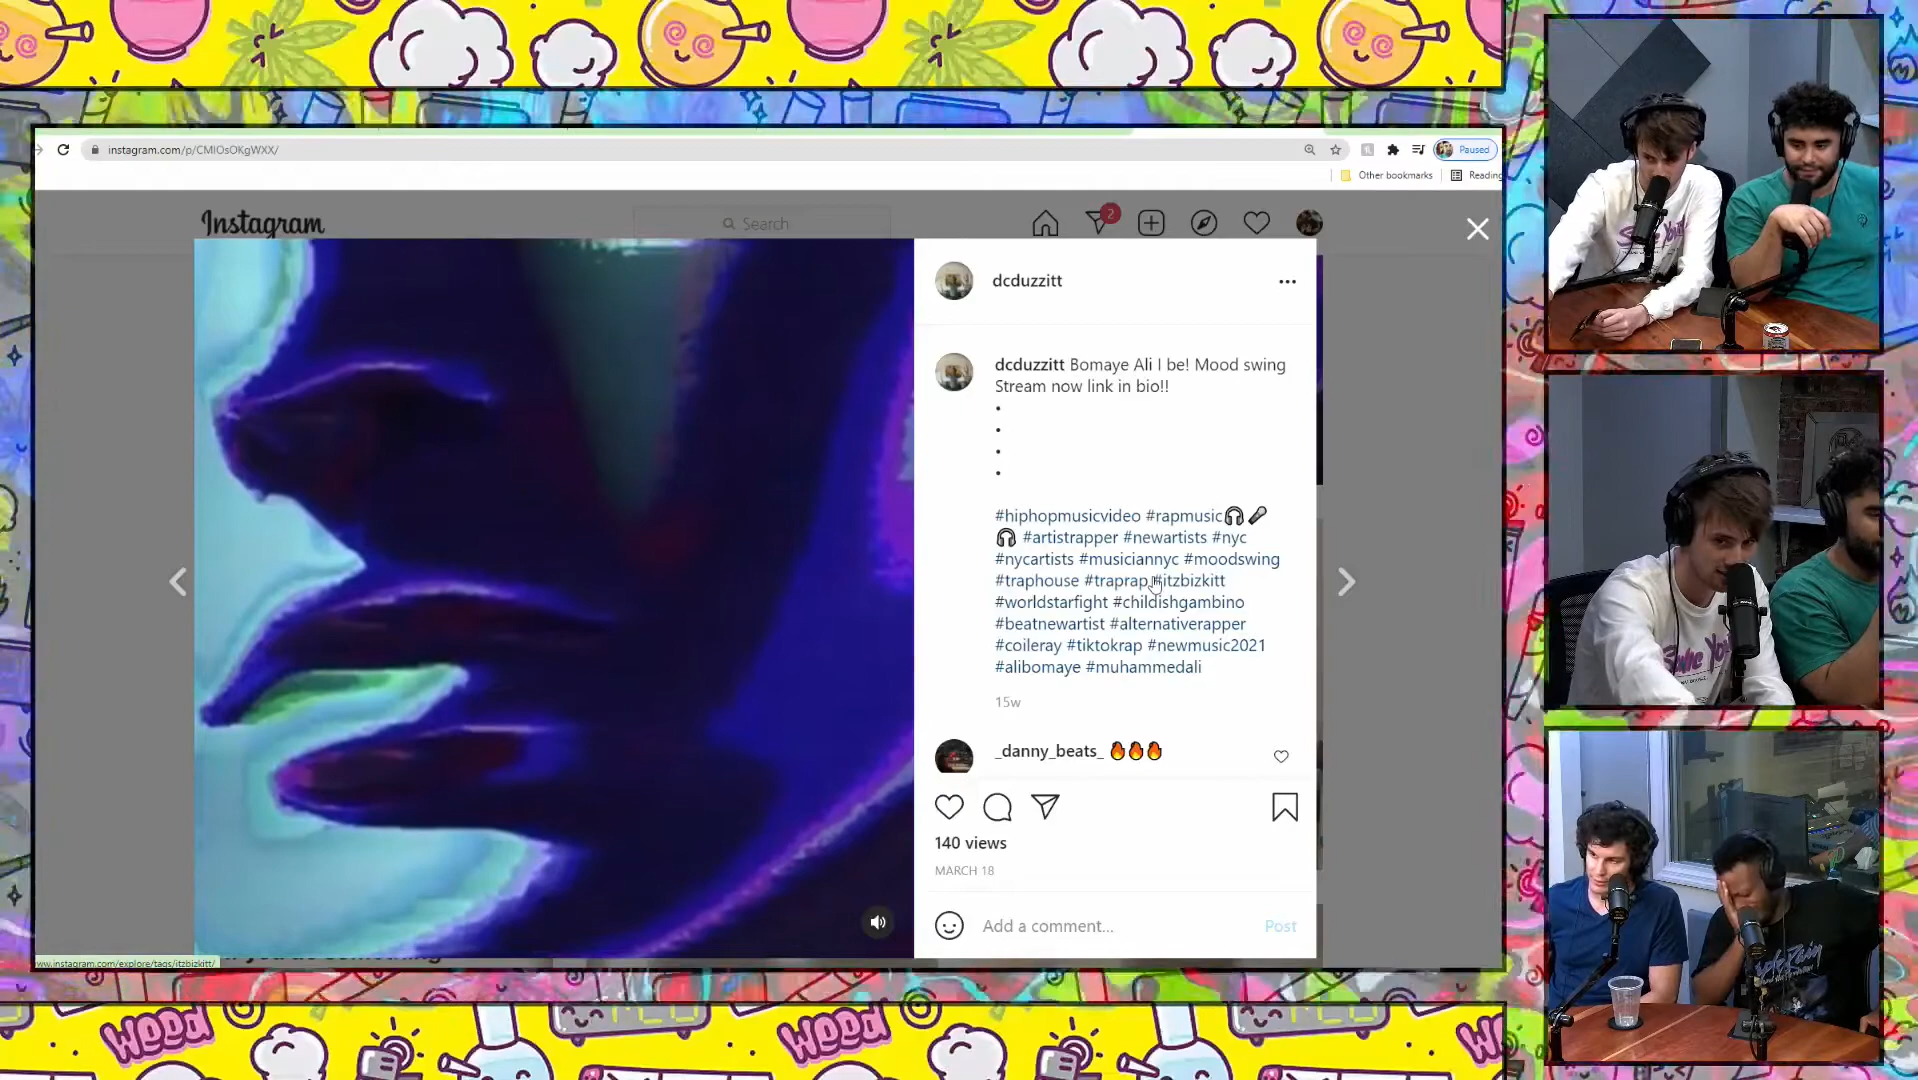 instagram.com/p/CMIOsOKgWXX/
Paused
Other bookmarks
Reading
Instagram
Search
2
dcduzzitt
dcduzzitt Bomaye Ali I be! Mood swing
Stream now link in bio!!
•
•
•
•
#hiphopmusicvideo #rapmusic🎧🎤
🎧 #artistrapper #newartists #nyc
#nycartists #musiciannyc #moodswing
#traphouse #traprap #itzbizkitt
#worldstarfight #childishgambino
#beatnewartist #alternativerapper
#coileray #tiktokrap #newmusic2021
#alibomaye #muhammedali
15w
_danny_beats_ 🔥🔥🔥
140 views
MARCH 18
Add a comment...
Post
www.instagram.com/explore/tags/itzbizkitt/
Weed
Weed